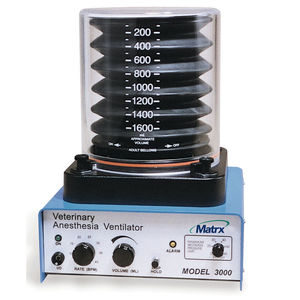 200
400
600
800
1000
1200
1400
1600
ml
APPROXIMATE
VOLUME
ON OFF
ADULT BELLOWS
Veterinary
Anesthesia Ventilator
Matrx
ON
I/O
RATE (BPM)
VOLUME (ML)
HOLD
ALARM
MODEL 3000